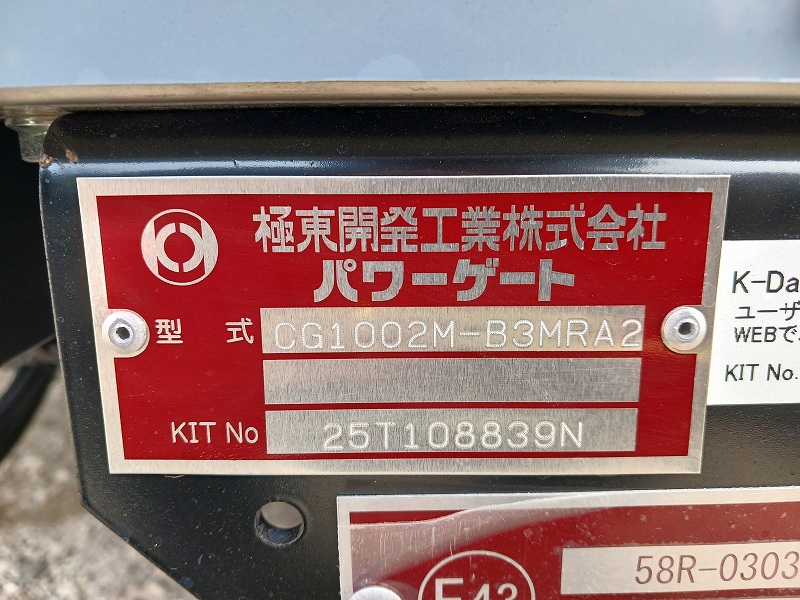 極東開発工業株式会社
パワーゲート
型 式 CG1002M-B3MRA2
KIT No 25T108839N
K-Da
ユーザ
WEBで
KIT No.
58R-0303
E43